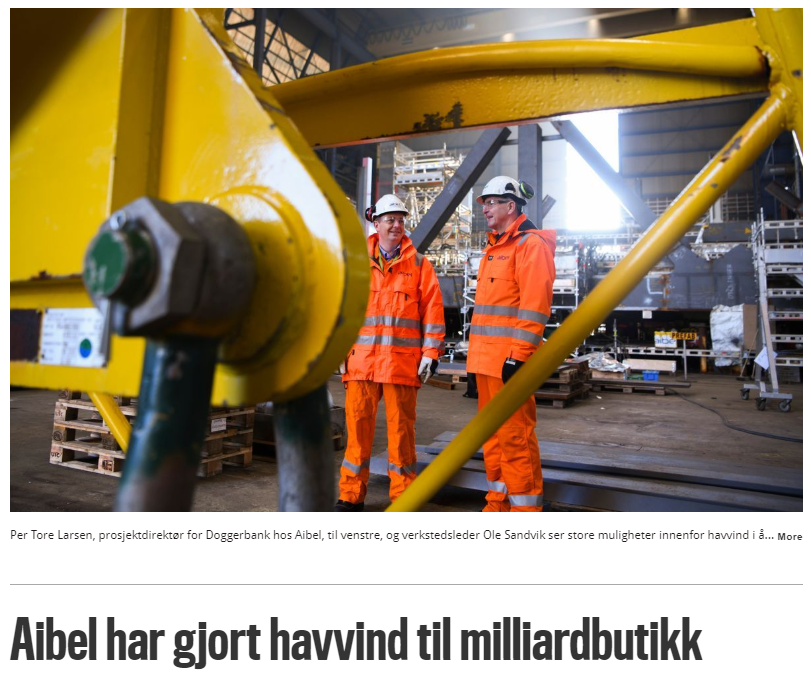 PREFAB
Per Tore Larsen, prosjektdirektør for Doggerbank hos Aibel, til venstre, og verkstedsleder Ole Sandvik ser store muligheter innenfor havvind i å... More
Aibel har gjort havvind til milliardbutikk